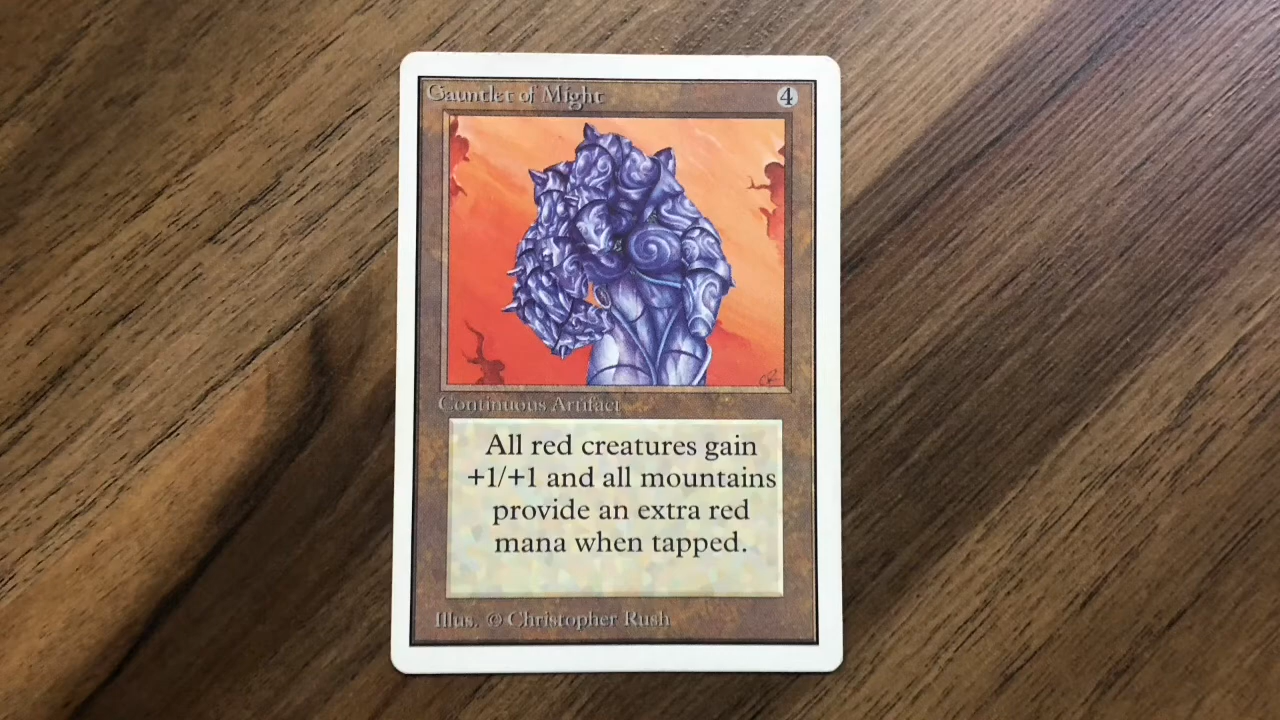 Gauntlet of Might 4
Continuous Artifact
All red creatures gain
+1/+1 and all mountains
provide an extra red
mana when tapped.
Illus. © Christopher Rush